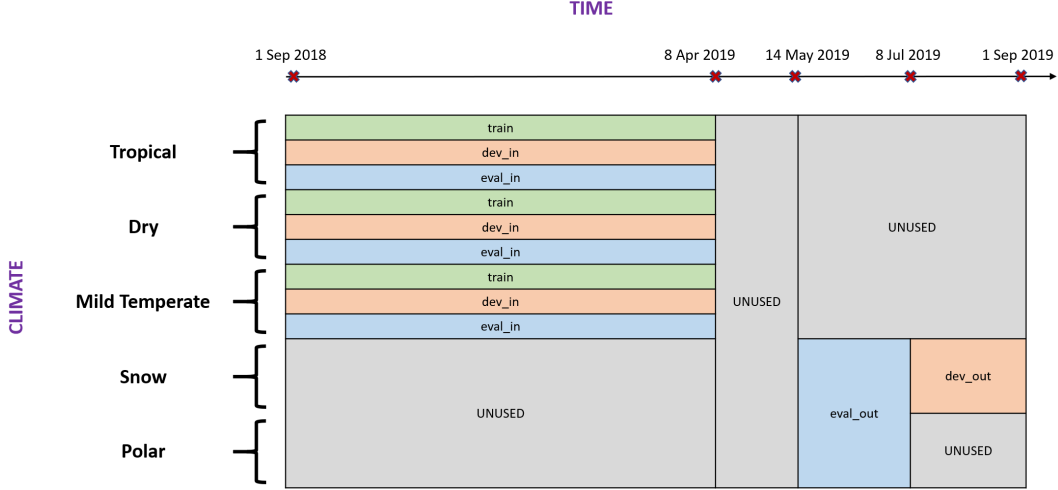 TIME
1 Sep 2018
8 Apr 2019
14 May 2019
8 Jul 2019
1 Sep 2019
CLIMATE
Tropical
train
dev_in
eval_in
Dry
train
dev_in
eval_in
UNUSED
Mild Temperate
train
dev_in
eval_in
UNUSED
Snow
dev_out
UNUSED
eval_out
Polar
UNUSED